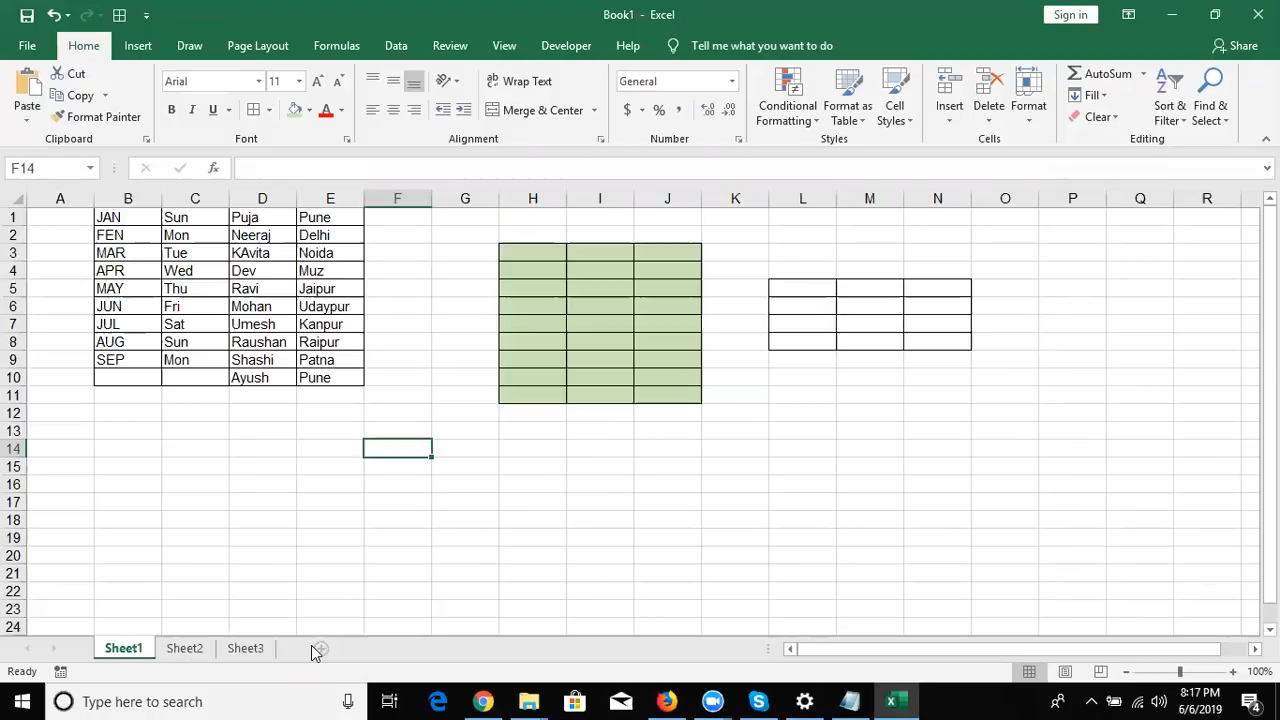 Book1 - Excel
Sign in
File Home Insert Draw Page Layout Formulas Data Review View Developer Help Tell me what you want to do Share
Paste
Cut
Copy
Format Painter
Clipboard
Arial 11
B I U
Font
Wrap Text
Merge & Center
Alignment
General
$ % ,
Number
Conditional Formatting
Format as Table
Cell Styles
Styles
Insert Delete Format
Cells
AutoSum
Fill
Clear
Sort & Filter
Find & Select
Editing
F14 fx
A B C D E F G H I J K L M N O P Q R
1 JAN Sun Puja Pune
2 FEN Mon Neeraj Delhi
3 MAR Tue KAvita Noida
4 APR Wed Dev Muz
5 MAY Thu Ravi Jaipur
6 JUN Fri Mohan Udaypur
7 JUL Sat Umesh Kanpur
8 AUG Sun Raushan Raipur
9 SEP Mon Shashi Patna
10 Ayush Pune
11
12
13
14
15
16
17
18
19
20
21
22
23
24
Sheet1 Sheet2 Sheet3
Ready 100%
Type here to search
8:17 PM
6/6/2019
4